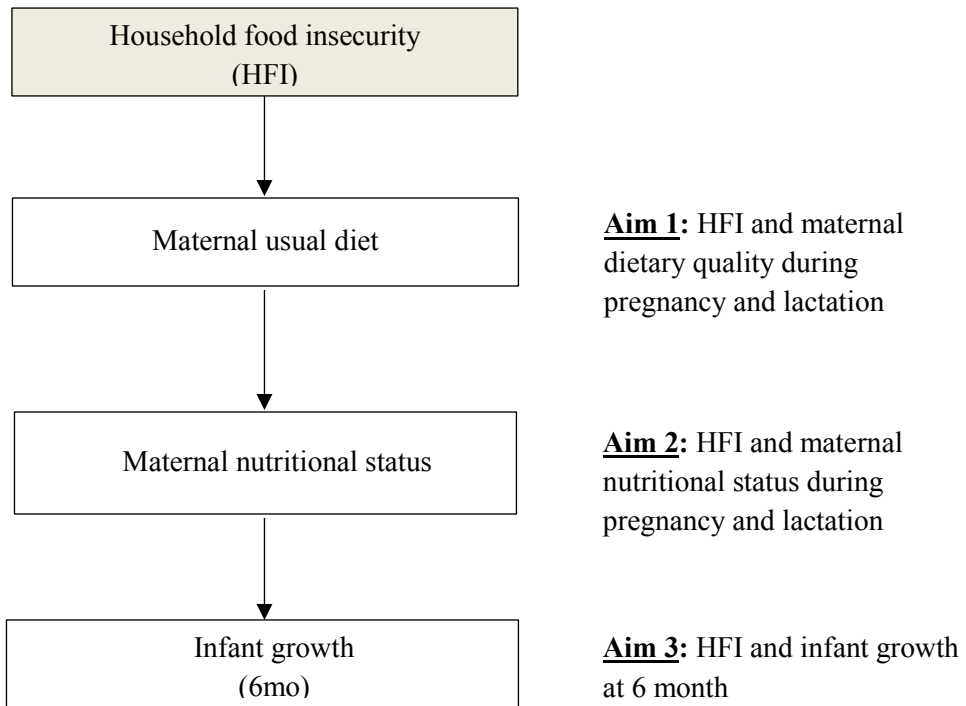 Household food insecurity
(HFI)
Maternal usual diet
Aim 1: HFI and maternal
dietary quality during
pregnancy and lactation
Maternal nutritional status
Aim 2: HFI and maternal
nutritional status during
pregnancy and lactation
Infant growth
(6mo)
Aim 3: HFI and infant growth
at 6 month